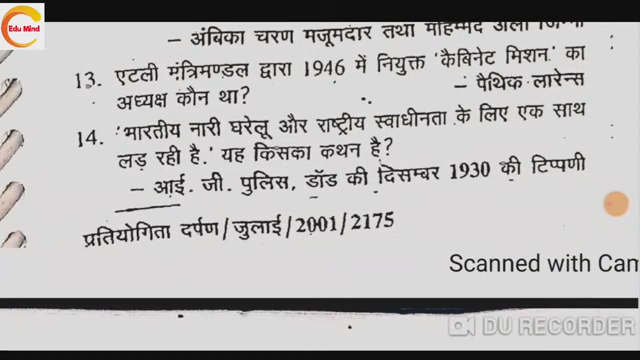 Edu Mind
– अंबिका चरण मजूमदार तथा मोहम्मद अली जिन्ना
13. एटली मंत्रिमण्डल द्वारा 1946 में नियुक्त 'कैबिनेट मिशन' का
अध्यक्ष कौन था? – पैथिक लारेन्स
14. 'भारतीय नारी घरेलू और राष्ट्रीय स्वाधीनता के लिए एक साथ
लड़ रही है.' यह किसका कथन है?
– आई. जी. पुलिस, डॉड की दिसम्बर 1930 की टिप्पणी
प्रतियोगिता दर्पण/जुलाई/2001/2175
Scanned with Cam
DU RECORDER